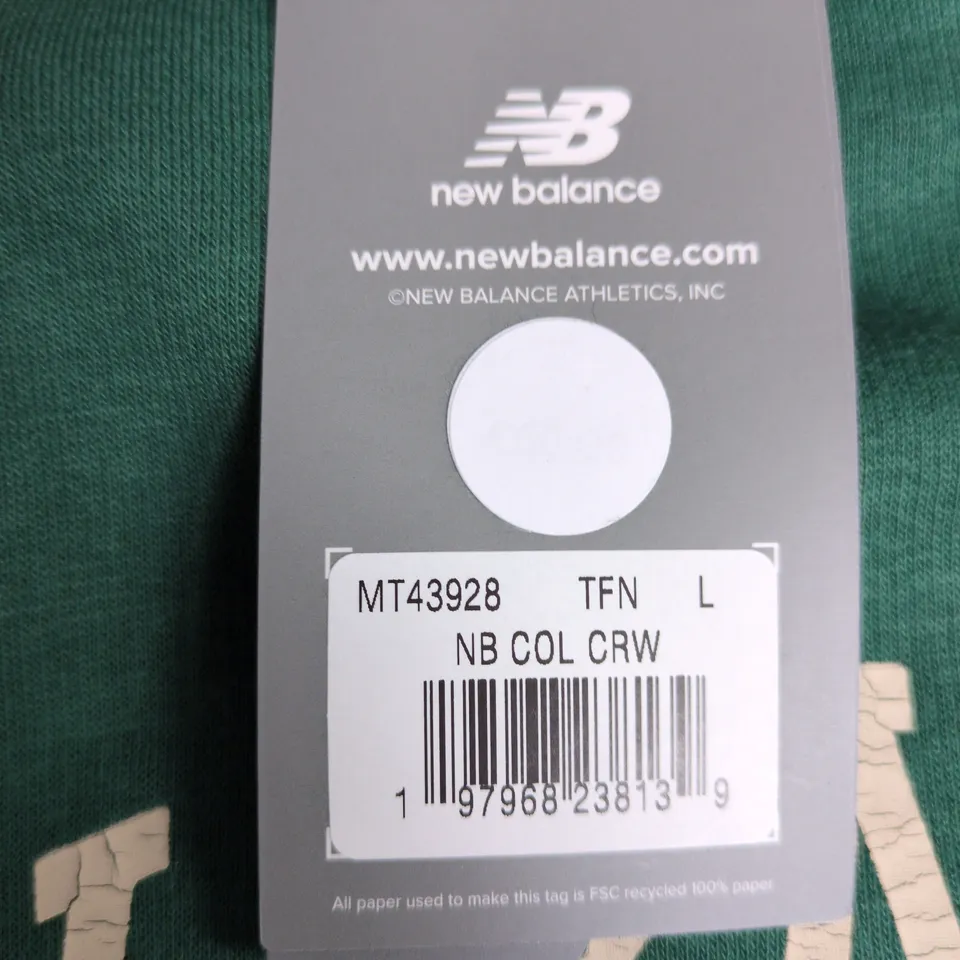 NB
new balance
www.newbalance.com
©NEW BALANCE ATHLETICS, INC
MT43928 TFN L
NB COL CRW
1 97968 23813 9
All paper used to make this tag is FSC recycled 100% paper